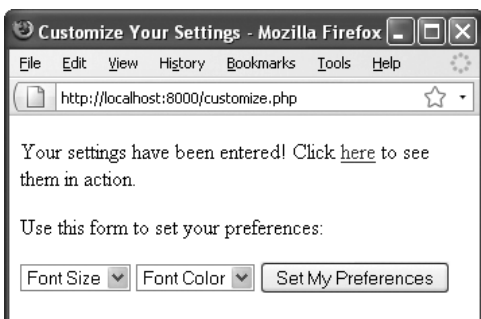 Customize Your Settings - Mozilla Firefox
File Edit View History Bookmarks Tools Help
http://localhost:8000/customize.php
Your settings have been entered! Click here to see
them in action.
Use this form to set your preferences:
Font Size Font Color Set My Preferences